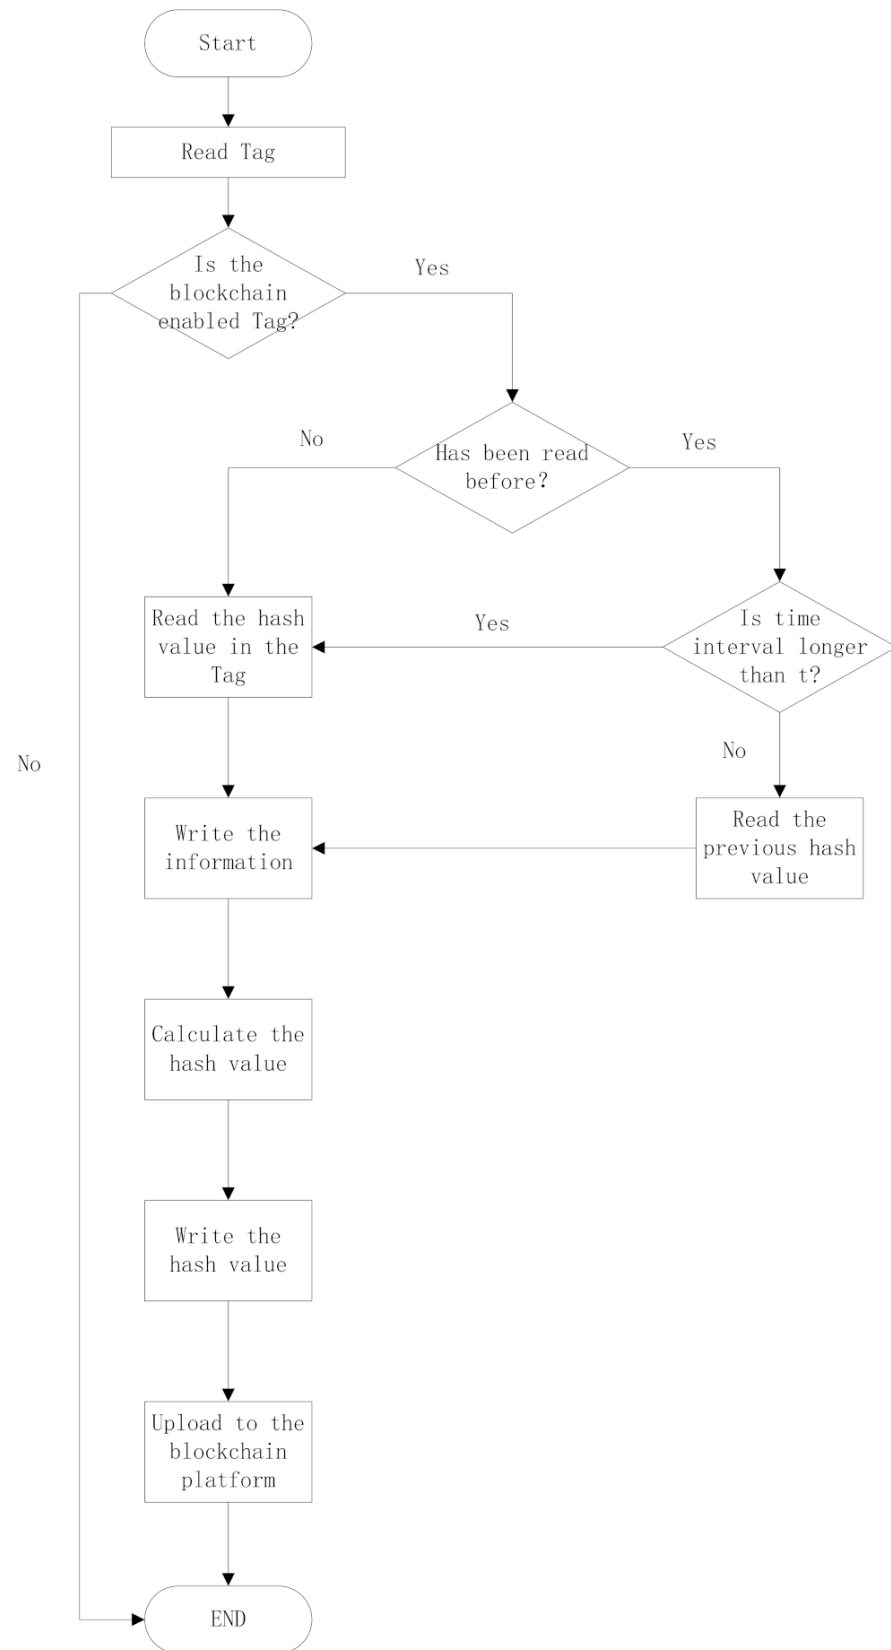 Start
Read Tag
Is the
blockchain
enabled Tag?
Yes
No
Has been read
before?
Yes
Read the hash
value in the
Tag
Yes
Is time
interval longer
than t?
No
No
Write the
information
Read the
previous hash
value
Calculate the
hash value
Write the
hash value
Upload to the
blockchain
platform
END